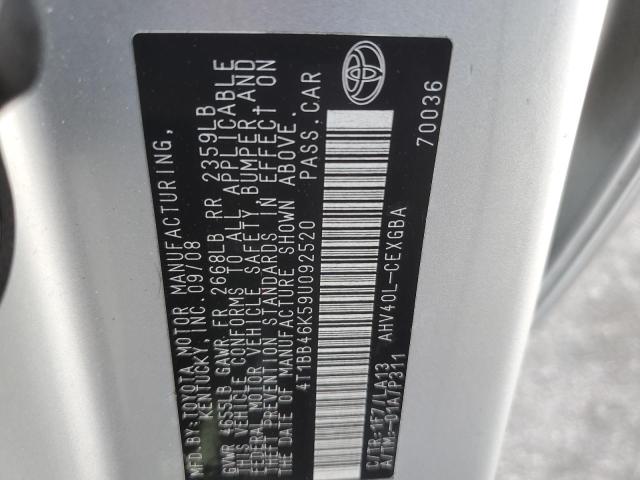 MFD.BY:TOYOTA MOTOR MANUFACTURING,
KENTUCKY, INC. 09/08
GVWR 4655LB GAWR FR 2668LB RR 2359LB
THIS VEHICLE CONFORMS TO ALL APPLICABLE
FEDERAL MOTOR VEHICLE SAFETY, BUMPER AND
THEFT PREVENTION STANDARDS IN EFFECT ON
THE DATE OF MANUFACTURE SHOWN ABOVE.
4T1BB46K59U092520 PASS.CAR
C/TR:1F7/LA13 AHV40L-CEXGBA
A/TM:-01A/P311 70036